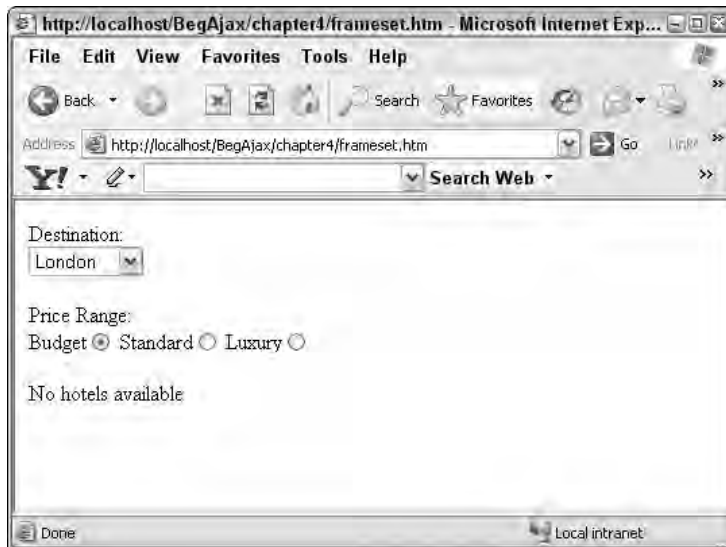 http://localhost/BegAjax/chapter4/frameset.htm - Microsoft Internet Exp...
File Edit View Favorites Tools Help
Back Search Favorites »
Address http://localhost/BegAjax/chapter4/frameset.htm Go Links »
Y! Search Web »
Destination:
London
Price Range:
Budget Standard Luxury
No hotels available
Done Local intranet